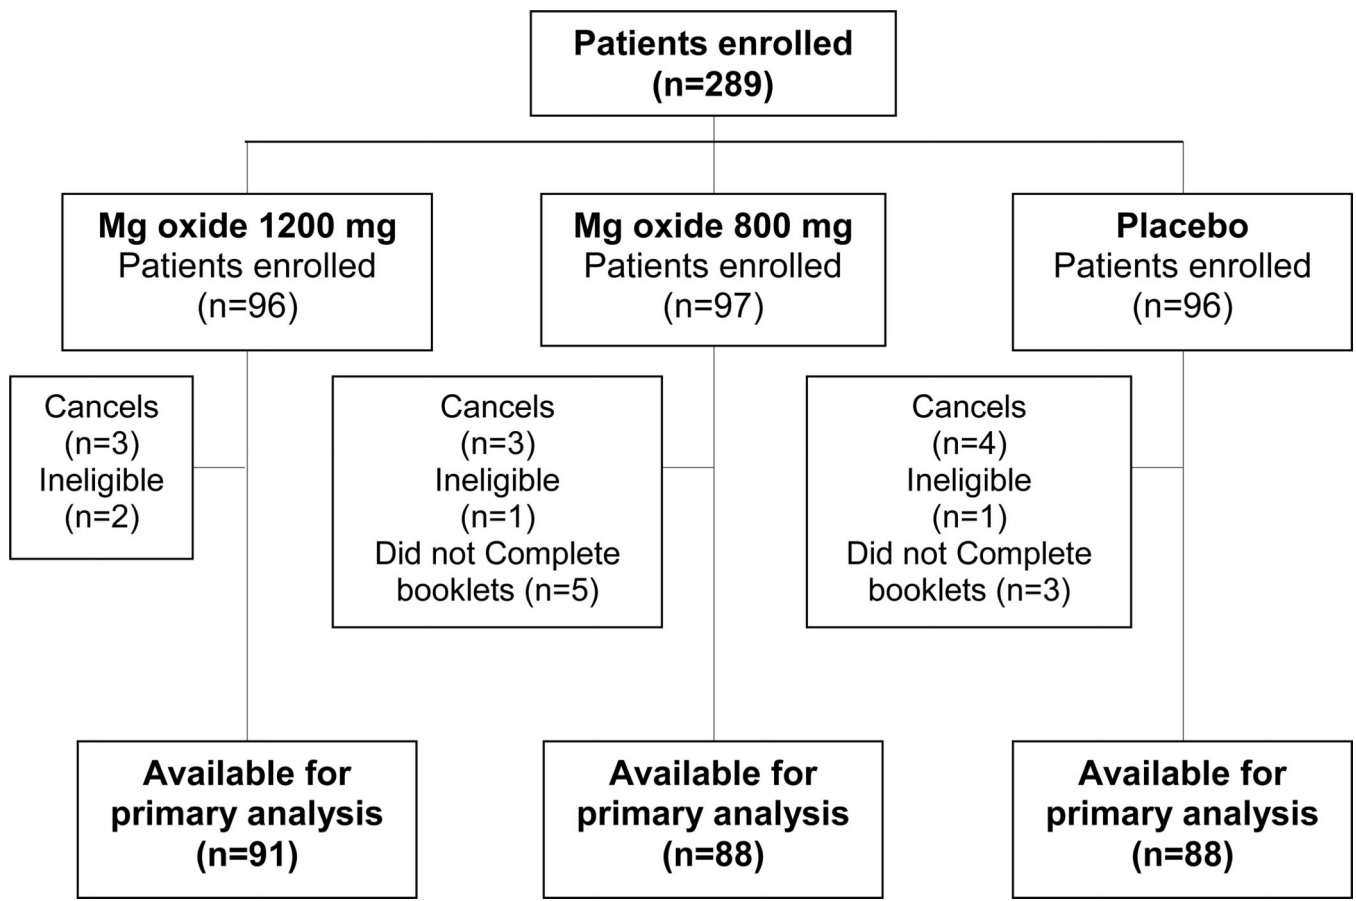 Patients enrolled
(n=289)
Mg oxide 1200 mg
Patients enrolled
(n=96)
Mg oxide 800 mg
Patients enrolled
(n=97)
Placebo
Patients enrolled
(n=96)
Cancels
(n=3)
Ineligible
(n=2)
Cancels
(n=3)
Ineligible
(n=1)
Did not Complete
booklets (n=5)
Cancels
(n=4)
Ineligible
(n=1)
Did not Complete
booklets (n=3)
Available for
primary analysis
(n=91)
Available for
primary analysis
(n=88)
Available for
primary analysis
(n=88)